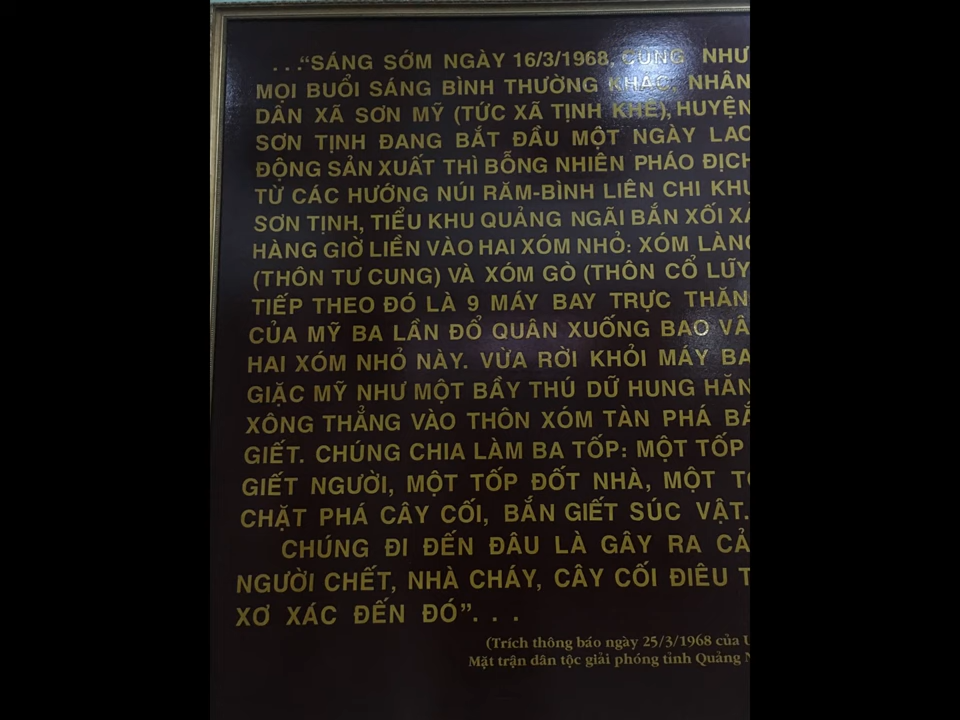 ..."SÁNG SỚM NGÀY 16/3/1968, CŨNG NHƯ
MỌI BUỔI SÁNG BÌNH THƯỜNG KHÁC, NHÂN
DÂN XÃ SƠN MỸ (TỨC XÃ TỊNH KHÊ), HUYỆN
SƠN TỊNH ĐANG BẮT ĐẦU MỘT NGÀY LAO
ĐỘNG SẢN XUẤT THÌ BỖNG NHIÊN PHÁO ĐỊCH
TỪ CÁC HƯỚNG NÚI RĂM-BÌNH LIÊN CHI KHU
SƠN TỊNH, TIỂU KHU QUẢNG NGÃI BẮN XỐI XẢ
HÀNG GIỜ LIỀN VÀO HAI XÓM NHỎ: XÓM LÀNG
(THÔN TƯ CUNG) VÀ XÓM GÒ (THÔN CỔ LŨY
TIẾP THEO ĐÓ LÀ 9 MÁY BAY TRỰC THĂNG
CỦA MỸ BA LẦN ĐỔ QUÂN XUỐNG BAO VÂ
HAI XÓM NHỎ NÀY. VỪA RỜI KHỎI MÁY BA
GIẶC MỸ NHƯ MỘT BẦY THÚ DỮ HUNG HĂN
XÔNG THẲNG VÀO THÔN XÓM TÀN PHÁ BẮ
GIẾT. CHÚNG CHIA LÀM BA TỐP: MỘT TỐP
GIẾT NGƯỜI, MỘT TỐP ĐỐT NHÀ, MỘT TỐ
CHẶT PHÁ CÂY CỐI, BẮN GIẾT SÚC VẬT.
CHÚNG ĐI ĐẾN ĐÂU LÀ GÂY RA CẢ
NGƯỜI CHẾT, NHÀ CHÁY, CÂY CỐI ĐIÊU T
XƠ XÁC ĐẾN ĐÓ"...
(Trích thông báo ngày 25/3/1968 của U
Mặt trận dân tộc giải phóng tỉnh Quảng N